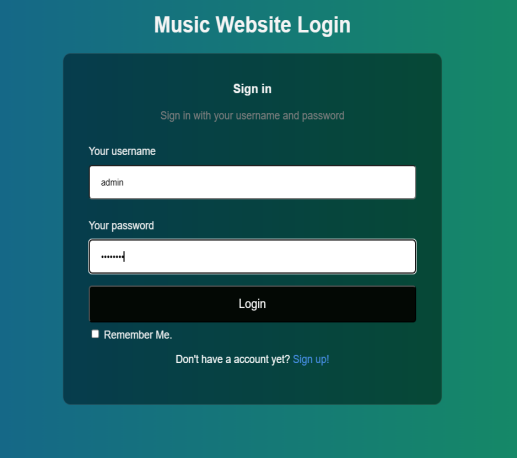 Music Website Login
Sign in
Sign in with your username and password
Your username
admin
Your password
••••••••
Login
Remember Me.
Don't have a account yet? Sign up!